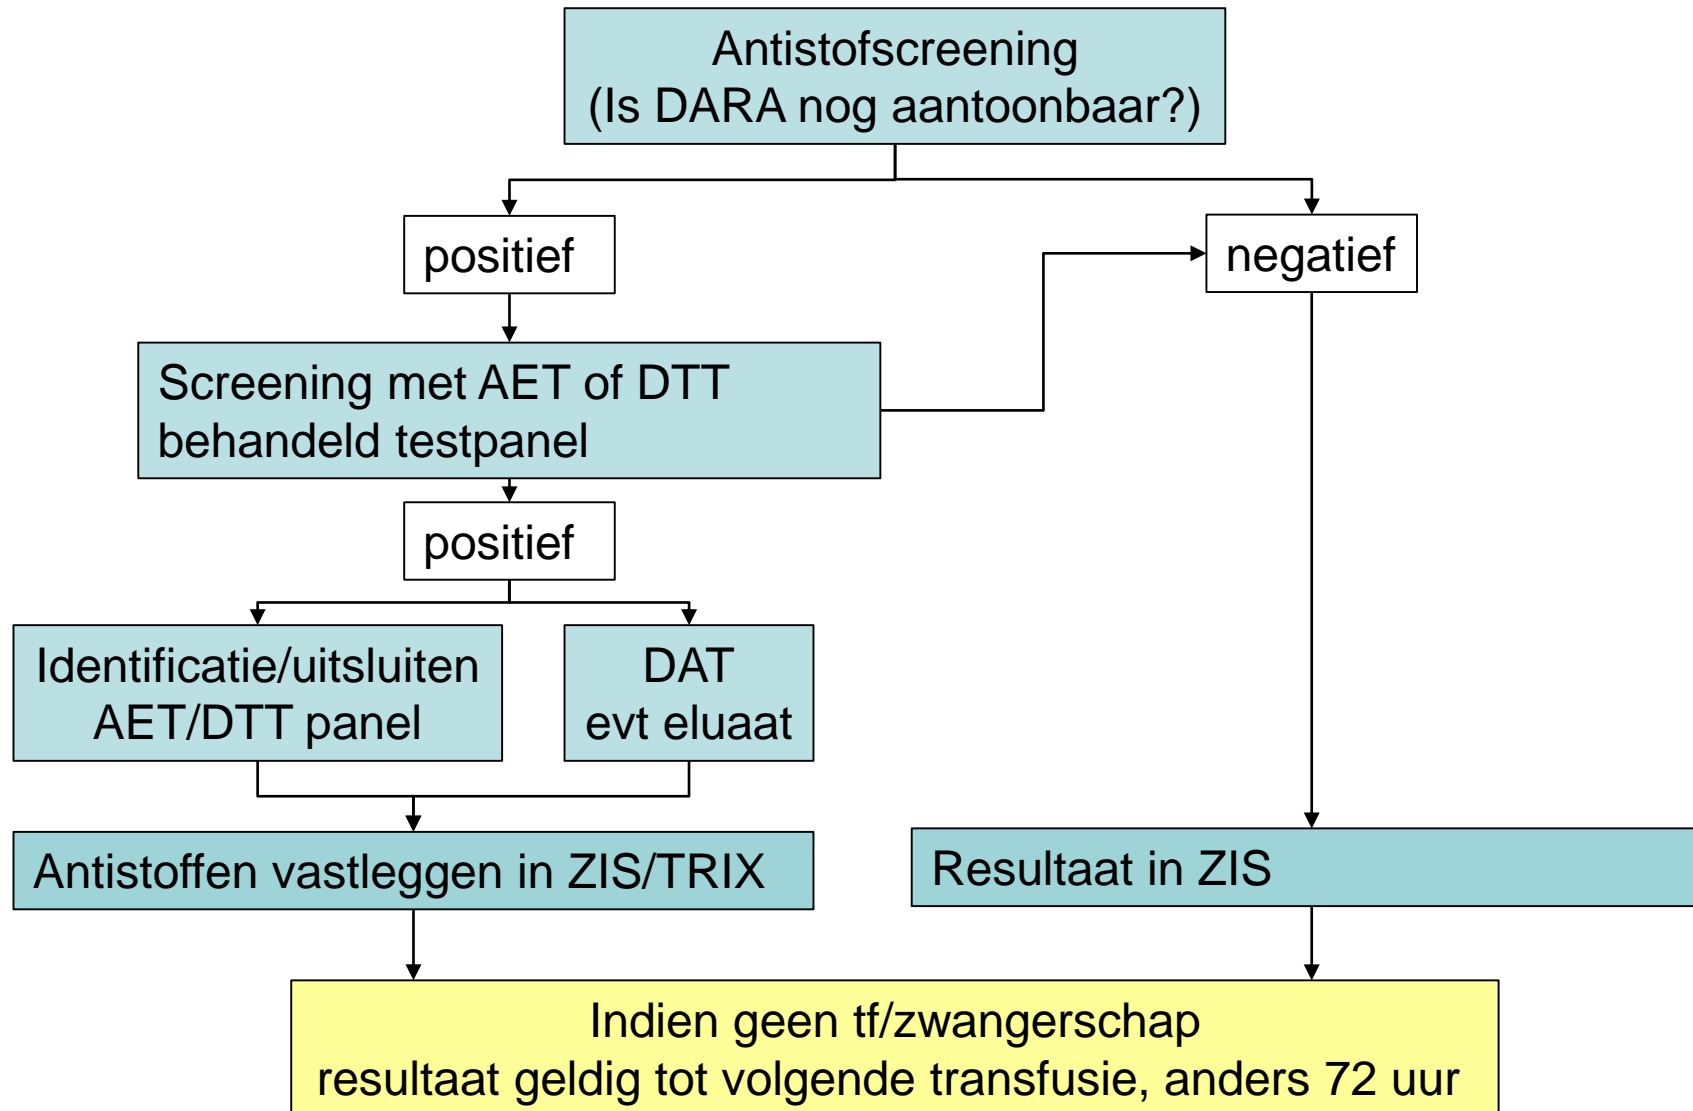 Antistofscreening
(Is DARA nog aantoonbaar?)
positief
negatief
Screening met AET of DTT
behandeld testpanel
positief
Identificatie/uitsluiten
AET/DTT panel
DAT
evt eluaat
Antistoffen vastleggen in ZIS/TRIX
Resultaat in ZIS
Indien geen tf/zwangerschap
resultaat geldig tot volgende transfusie, anders 72 uur